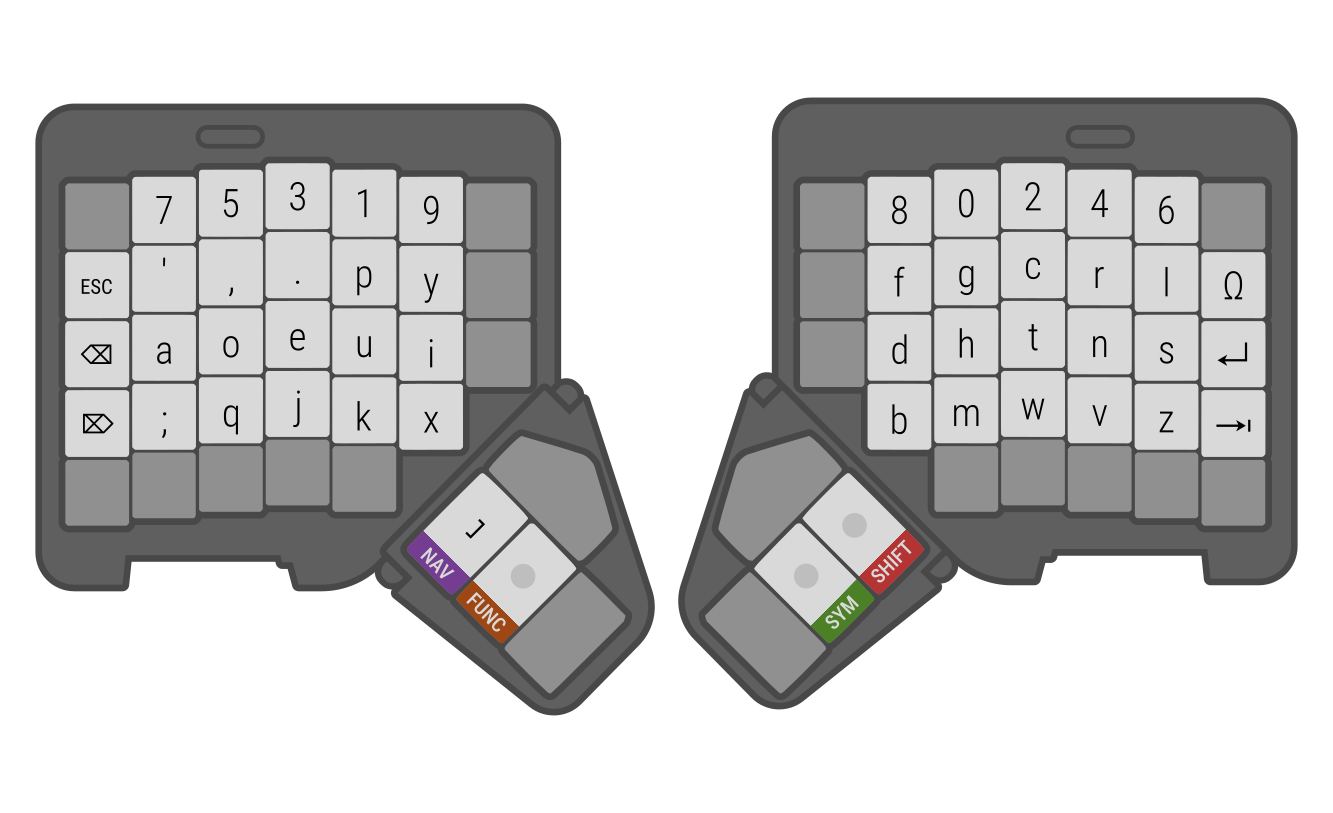 7 5 3 1 9 8 0 2 4 6
ESC ' , . p y f g c r l Ω
⌫ a o e u i d h t n s ↵
⌦ ; q j k x b m w v z →ı
NAV FUNC SYM SHIFT